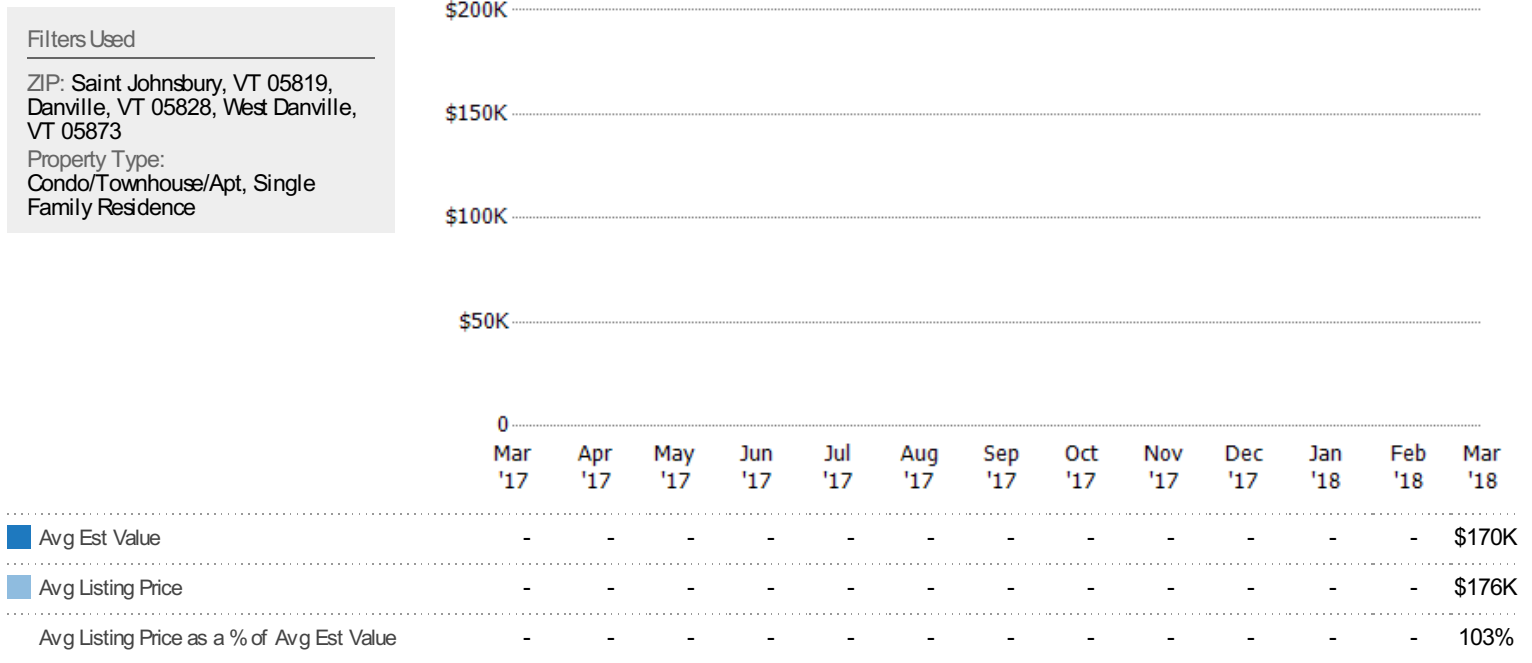 Filters Used
ZIP: Saint Johnsbury, VT 05819,
Danville, VT 05828, West Danville,
VT 05873
Property Type:
Condo/Townhouse/Apt, Single
Family Residence
$200K
$150K
$100K
$50K
0
Mar Apr May Jun Jul Aug Sep Oct Nov Dec Jan Feb Mar
'17 '17 '17 '17 '17 '17 '17 '17 '17 '17 '18 '18 '18
Avg Est Value - - - - - - - - - - - - $170K
Avg Listing Price - - - - - - - - - - - - $176K
Avg Listing Price as a % of Avg Est Value - - - - - - - - - - - - 103%